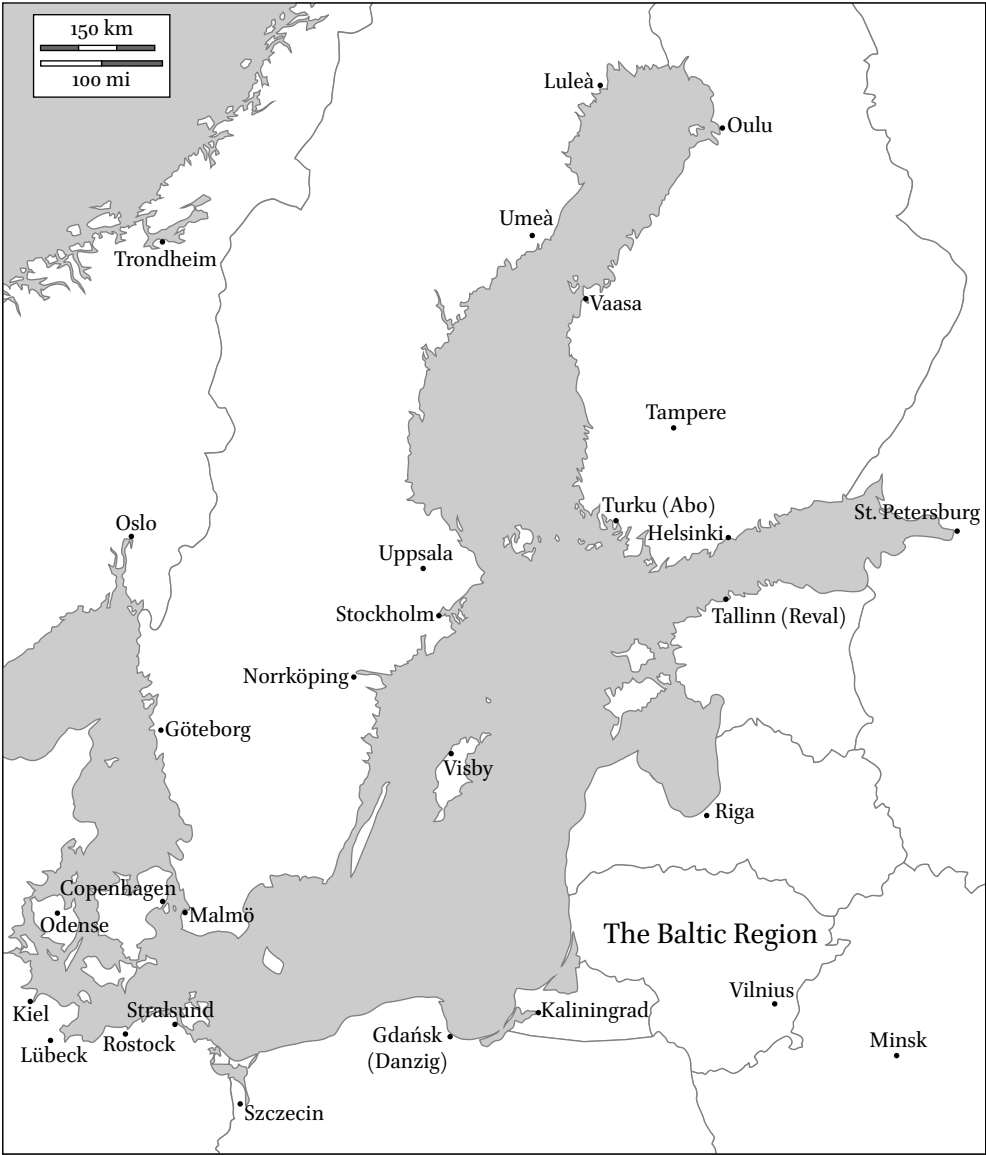 150 km
100 mi
Luleà
Oulu
Umeà
Trondheim
Vaasa
Tampere
Turku (Abo)
St. Petersburg
Oslo
Helsinki
Uppsala
Stockholm
Tallinn (Reval)
Norrköping
Göteborg
Visby
Riga
Copenhagen
Malmö
Odense
The Baltic Region
Vilnius
Kiel
Stralsund
Kaliningrad
Lübeck
Rostock
Gdańsk
(Danzig)
Minsk
Szczecin